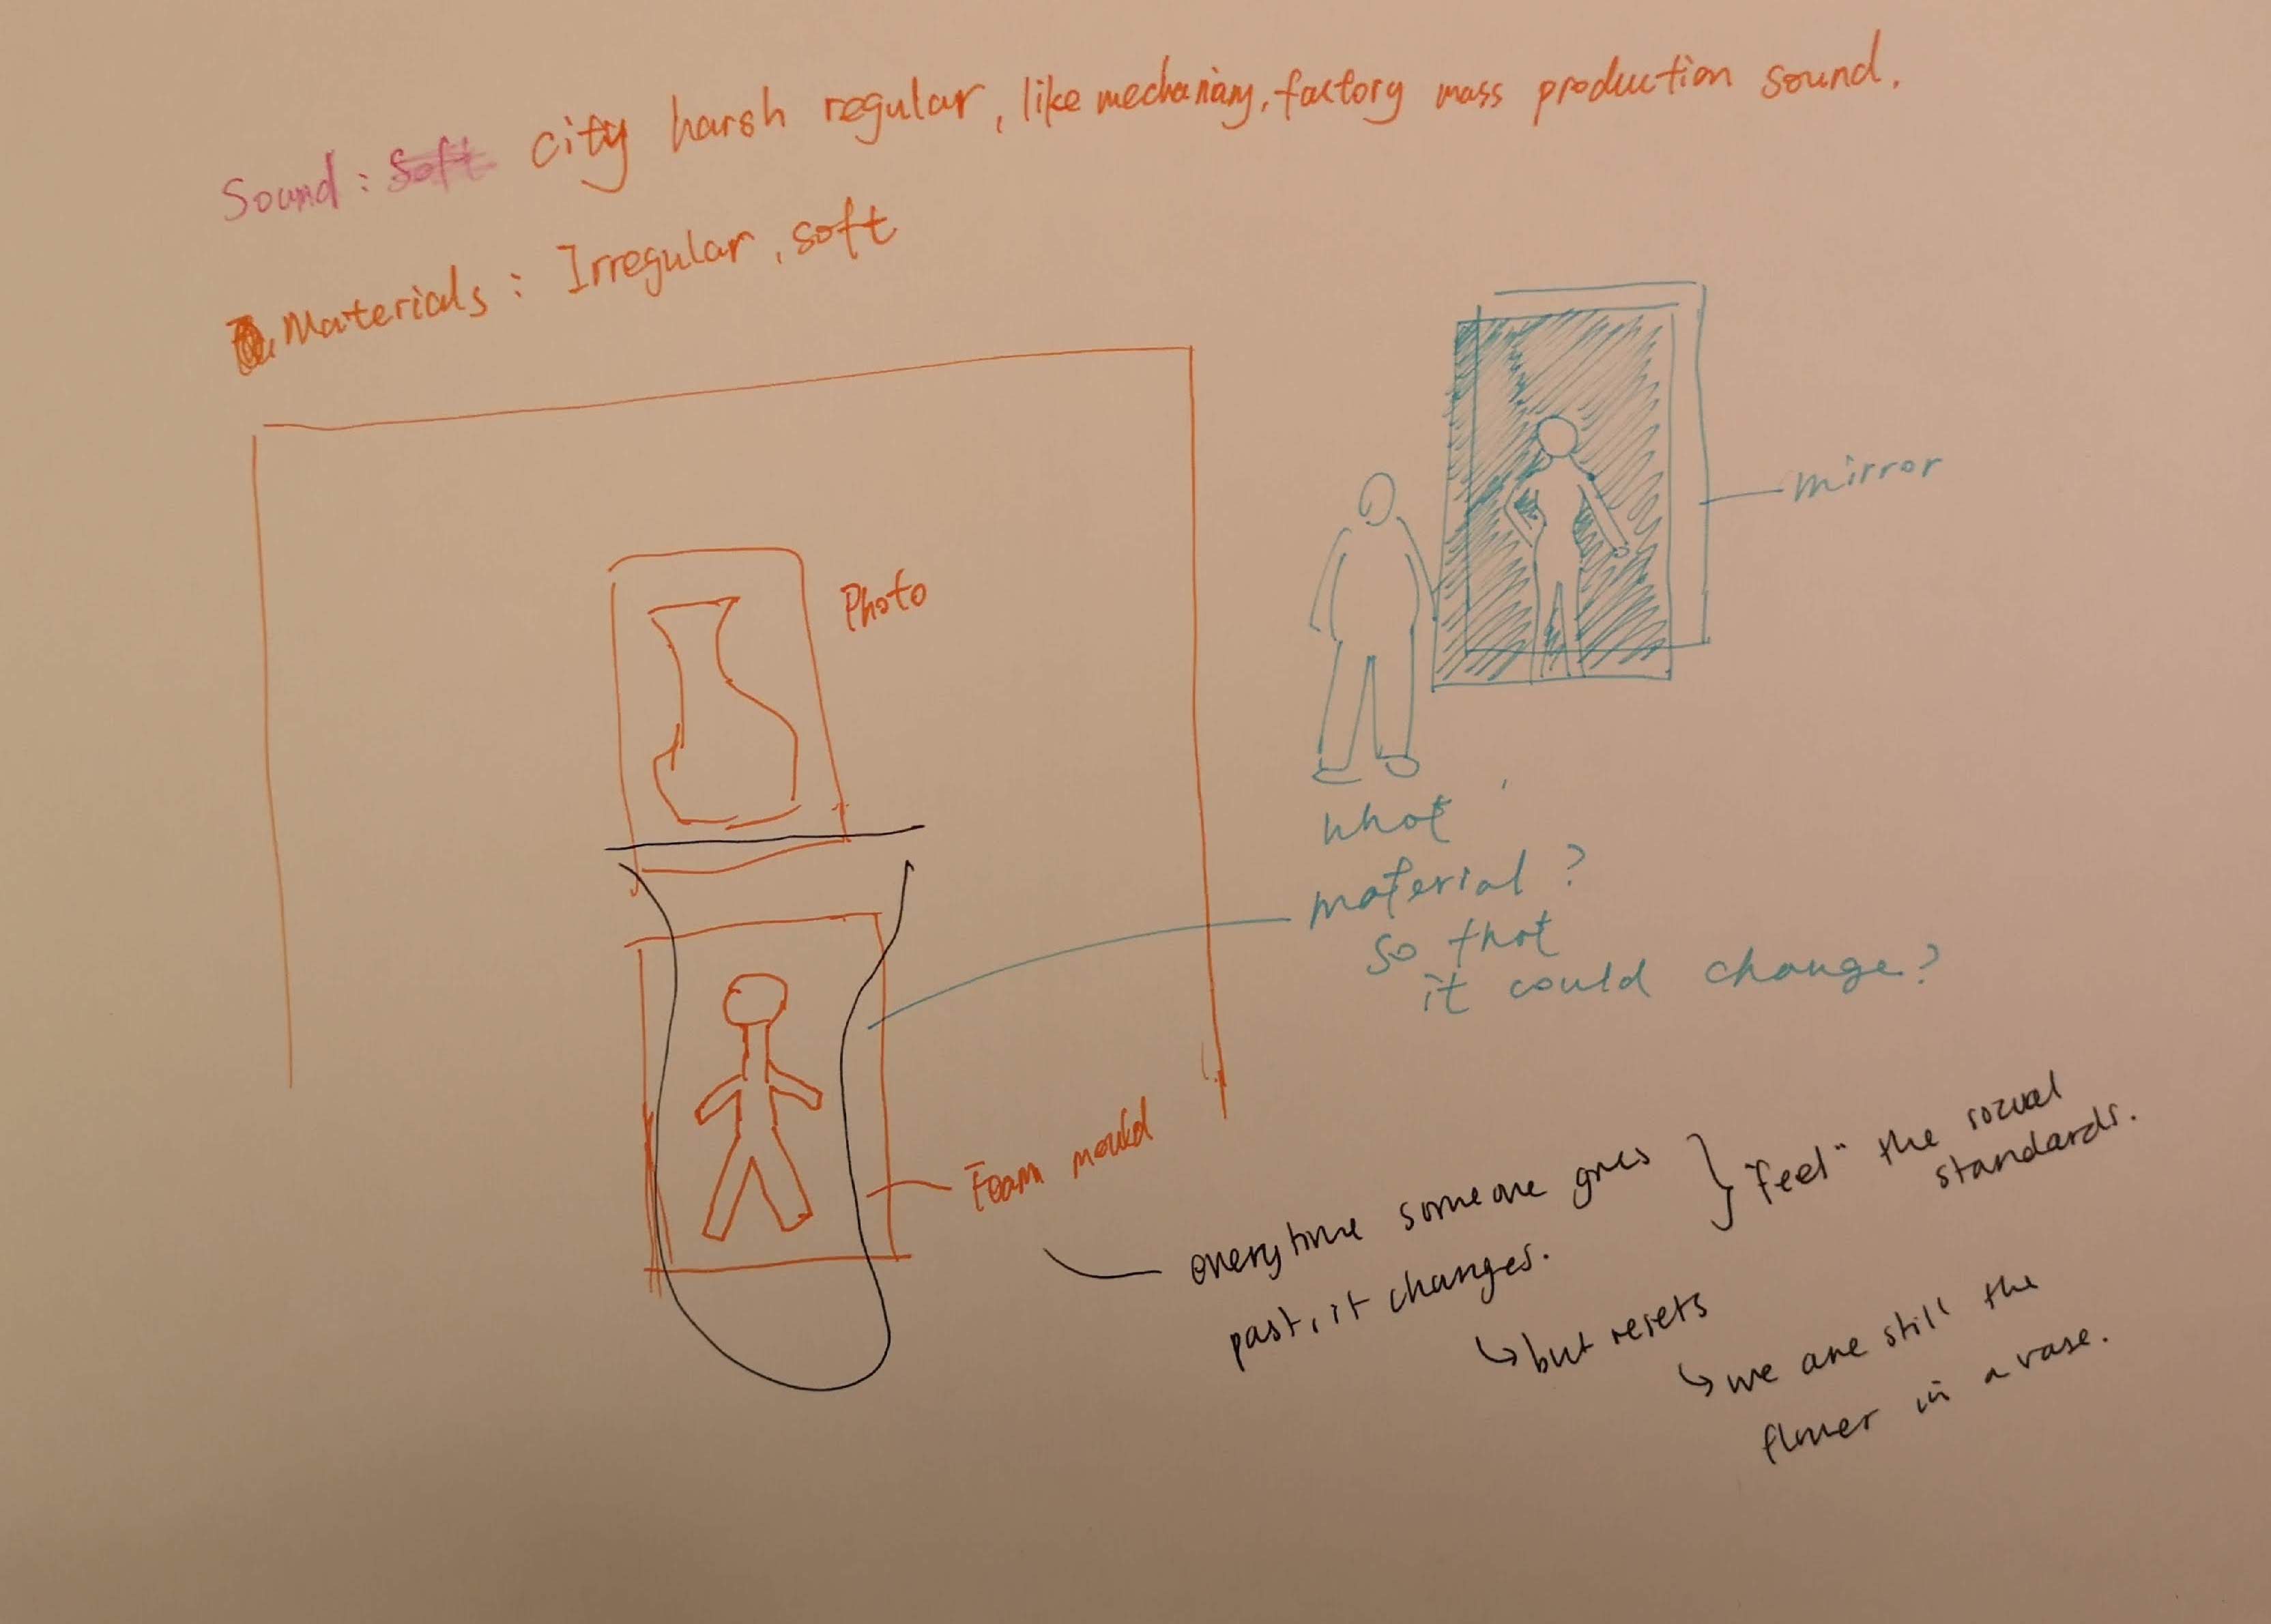 Sound: soft city harsh regular, like mechaniany, factory mass production sound.
Materials: Irregular, soft
mirror
Photo
what
material?
so that
it could change?
Foam mould
everytime someone goes
past, it changes.
"feel" the social
standards.
↳ but resets
↳ we are still the
flower in a vase.